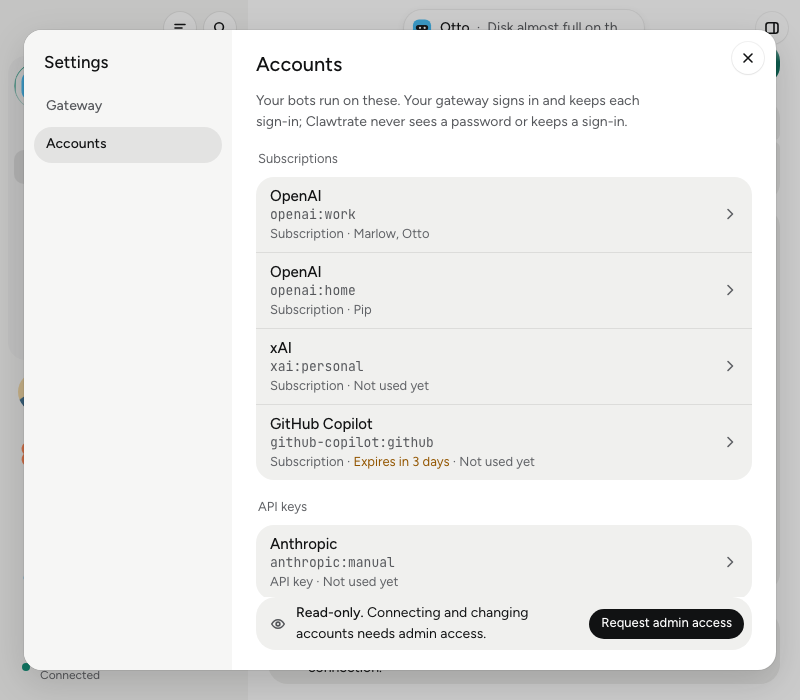 Otto · Disk almost full on th
Settings
Gateway
Accounts
Accounts
Your bots run on these. Your gateway signs in and keeps each
sign-in; Clawtrate never sees a password or keeps a sign-in.
Subscriptions
OpenAI
openai:work
Subscription · Marlow, Otto
OpenAI
openai:home
Subscription · Pip
xAI
xai:personal
Subscription · Not used yet
GitHub Copilot
github-copilot:github
Subscription · Expires in 3 days · Not used yet
API keys
Anthropic
anthropic:manual
API key · Not used yet
Read-only. Connecting and changing
accounts needs admin access.
Request admin access
connection.
Connected